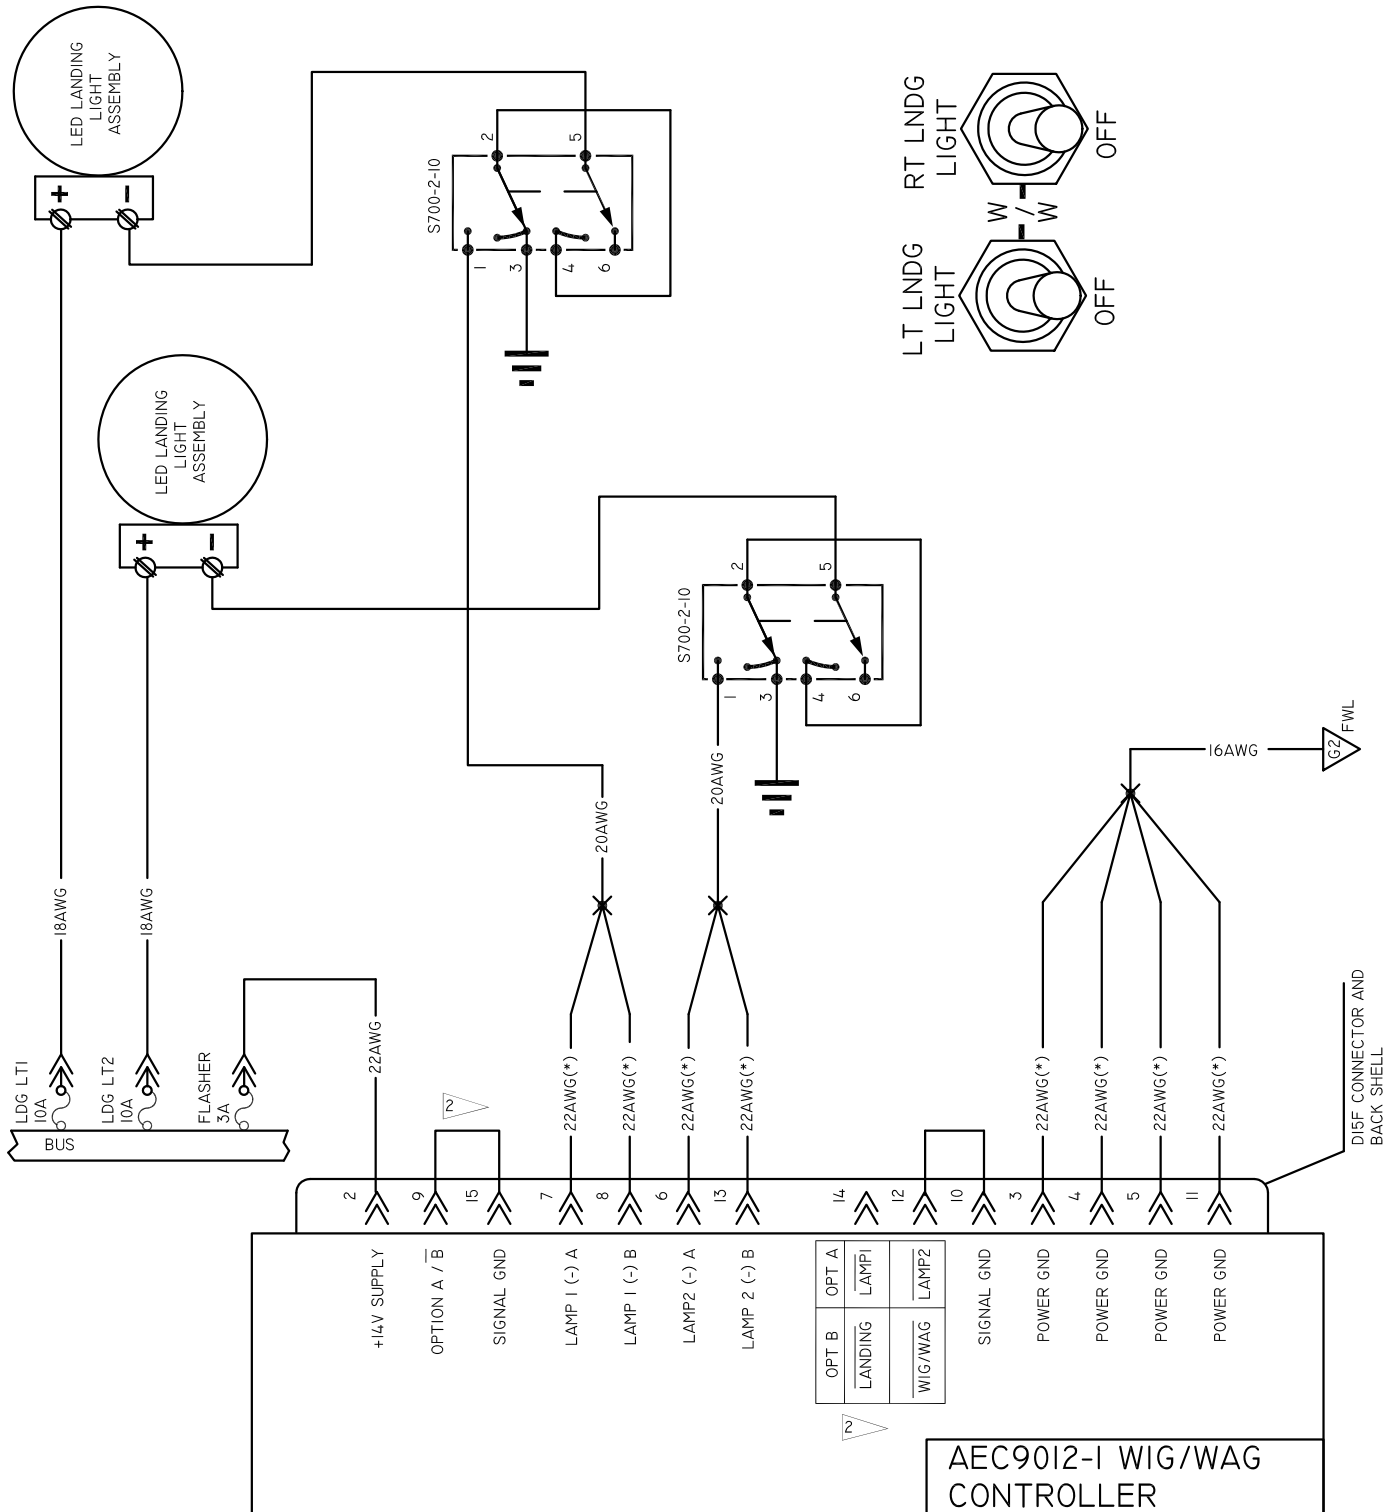 LED LANDING
LIGHT
ASSEMBLY
+
-
S700-2-10
2
5
1
3
4
6
RT LNDG
LIGHT
OFF
W
/
W
LT LNDG
LIGHT
OFF
LED LANDING
LIGHT
ASSEMBLY
+
-
S700-2-10
2
5
1
3
4
6
20AWG
20AWG
16AWG
G2
FWL
18AWG
18AWG
22AWG
LDG LT1
10A
LDG LT2
10A
FLASHER
3A
BUS
2
22AWG(*)
22AWG(*)
22AWG(*)
22AWG(*)
22AWG(*)
22AWG(*)
22AWG(*)
22AWG(*)
D15F CONNECTOR AND
BACK SHELL
2
9
15
7
8
6
13
14
12
10
3
4
5
11
+14V SUPPLY
OPTION A / B̅
SIGNAL GND
LAMP 1 (-) A
LAMP 1 (-) B
LAMP2 (-) A
LAMP 2 (-) B
OPT B OPT A
LANDING LAMP1
WIG/WAG LAMP2
SIGNAL GND
POWER GND
POWER GND
POWER GND
POWER GND
2
AEC9012-1 WIG/WAG
CONTROLLER